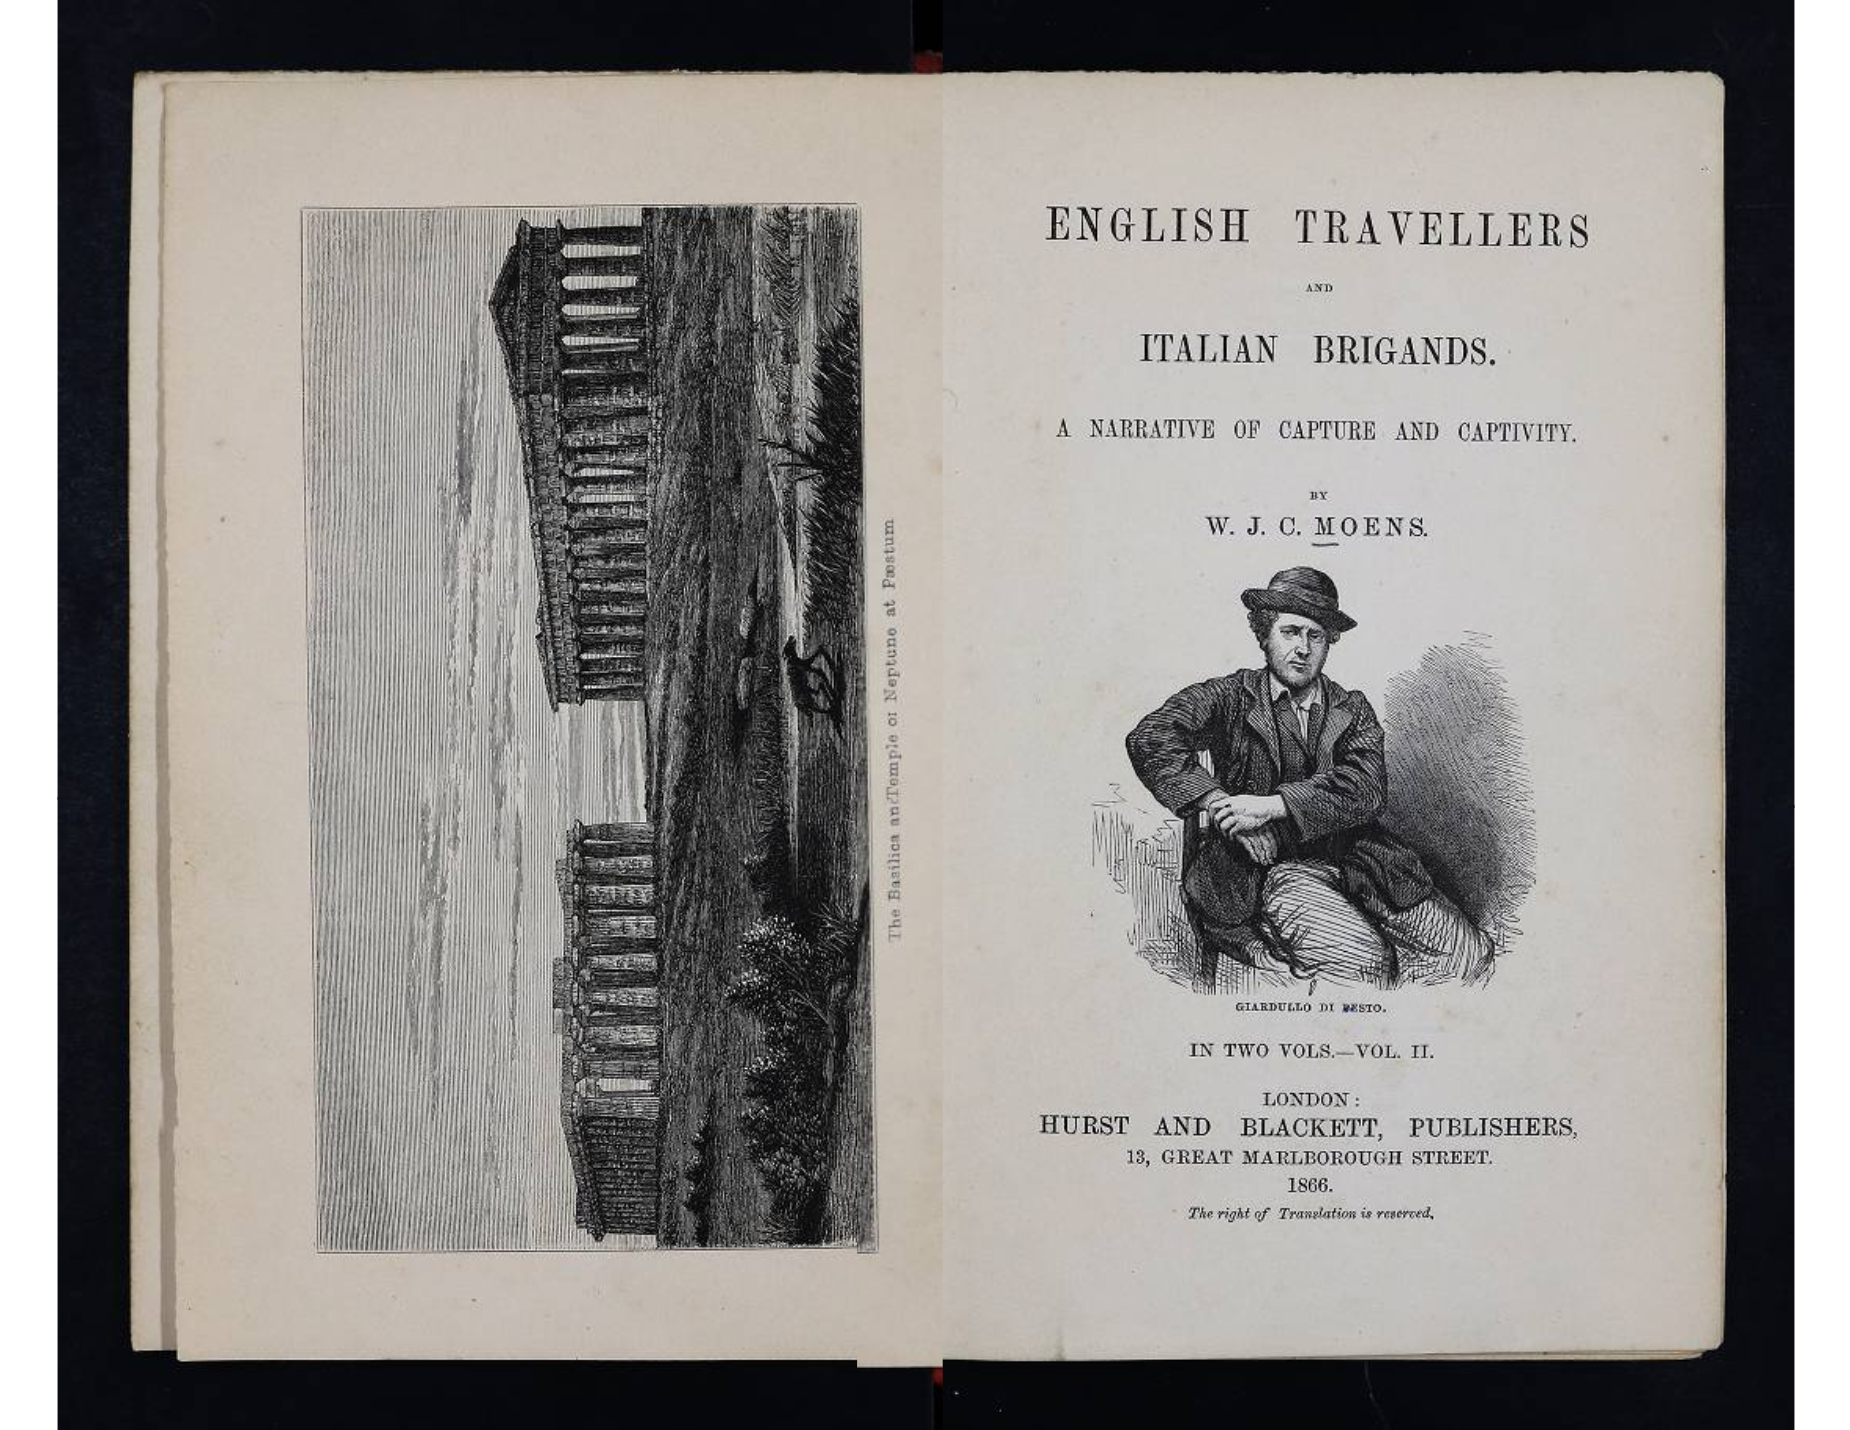 The Basilica and Temple of Neptune at Pæstum
ENGLISH TRAVELLERS
AND
ITALIAN BRIGANDS.
A NARRATIVE OF CAPTURE AND CAPTIVITY.
BY
W. J. C. MOENS.
GIARDULLO DI PESTO.
IN TWO VOLS.—VOL. II.
LONDON:
HURST AND BLACKETT, PUBLISHERS,
13, GREAT MARLBOROUGH STREET.
1866.
The right of Translation is reserved.